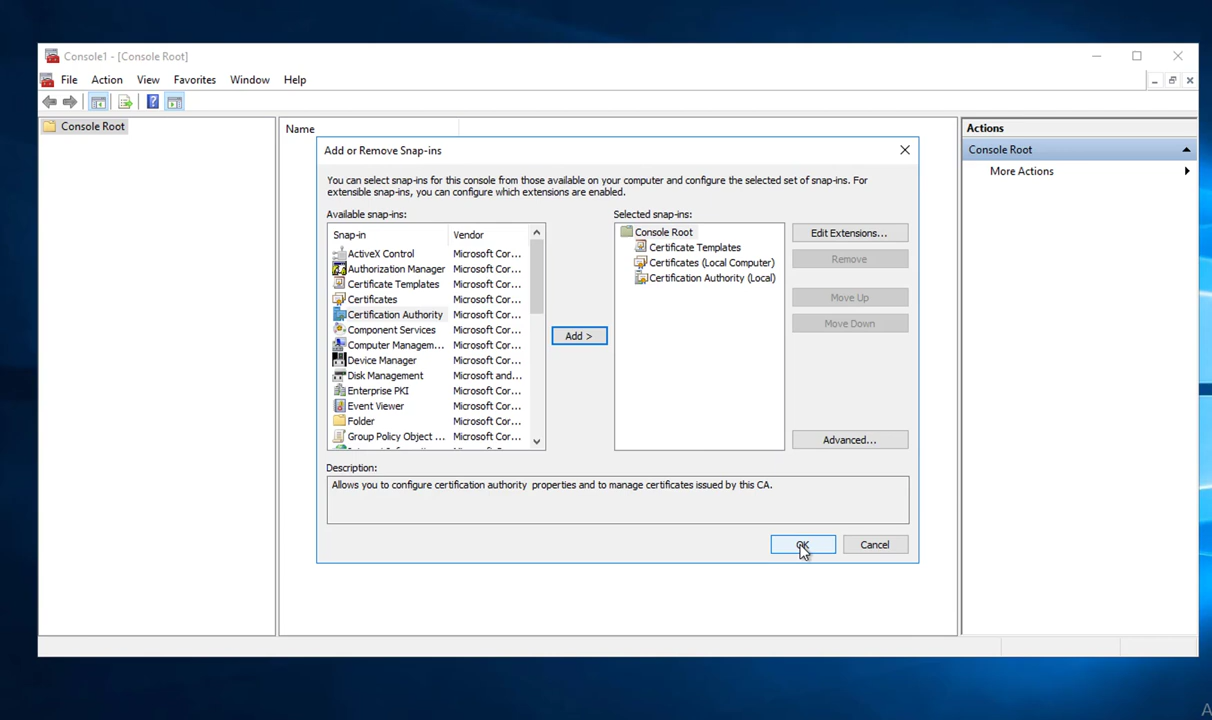 Console1 - [Console Root]
File Action View Favorites Window Help
Console Root
Name
Actions
Console Root
More Actions
Add or Remove Snap-ins
You can select snap-ins for this console from those available on your computer and configure the selected set of snap-ins. For
extensible snap-ins, you can configure which extensions are enabled.
Available snap-ins:
Snap-in Vendor
ActiveX Control Microsoft Cor...
Authorization Manager Microsoft Cor...
Certificate Templates Microsoft Cor...
Certificates Microsoft Cor...
Certification Authority Microsoft Cor...
Component Services Microsoft Cor...
Computer Managem... Microsoft Cor...
Device Manager Microsoft Cor...
Disk Management Microsoft and...
Enterprise PKI Microsoft Cor...
Event Viewer Microsoft Cor...
Folder Microsoft Cor...
Group Policy Object ... Microsoft Cor...
Add >
Selected snap-ins:
Console Root
Certificate Templates
Certificates (Local Computer)
Certification Authority (Local)
Edit Extensions...
Remove
Move Up
Move Down
Advanced...
Description:
Allows you to configure certification authority properties and to manage certificates issued by this CA.
OK Cancel